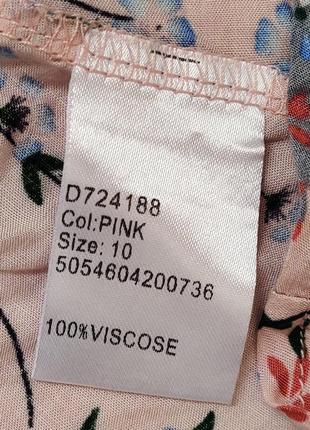 D724188
Col:PINK
Size: 10
5054604200736
100%VISCOSE